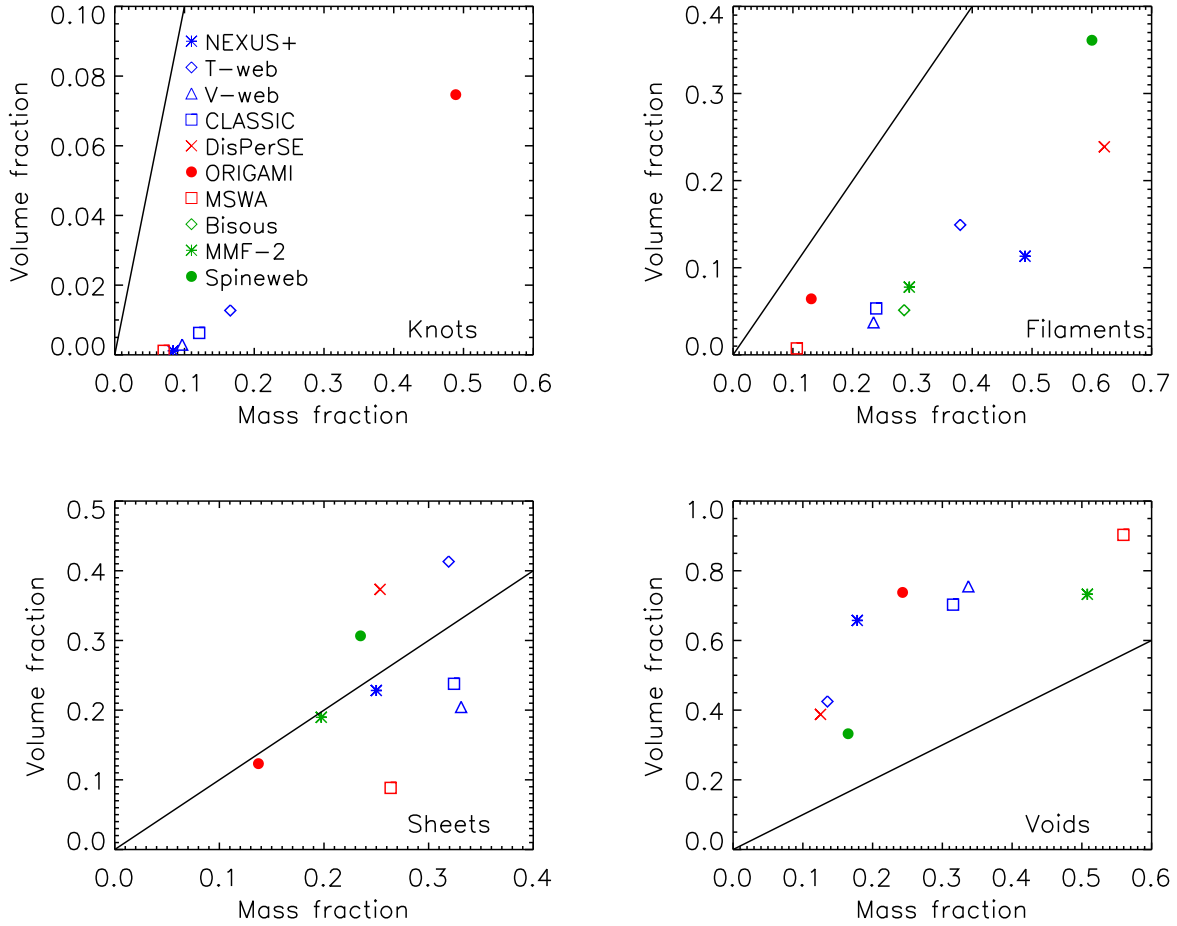 0.10
0.08
0.06
0.04
0.02
0.00
Volume fraction
NEXUS+
T-web
V-web
CLASSIC
DisPerSE
ORIGAMI
MSWA
Bisous
MMF-2
Spineweb
Knots
0.0 0.1 0.2 0.3 0.4 0.5 0.6
Mass fraction
0.4
0.3
0.2
0.1
0.0
Volume fraction
Filaments
0.0 0.1 0.2 0.3 0.4 0.5 0.6 0.7
Mass fraction
0.5
0.4
0.3
0.2
0.1
0.0
Volume fraction
Sheets
0.0 0.1 0.2 0.3 0.4
Mass fraction
1.0
0.8
0.6
0.4
0.2
0.0
Volume fraction
Voids
0.0 0.1 0.2 0.3 0.4 0.5 0.6
Mass fraction